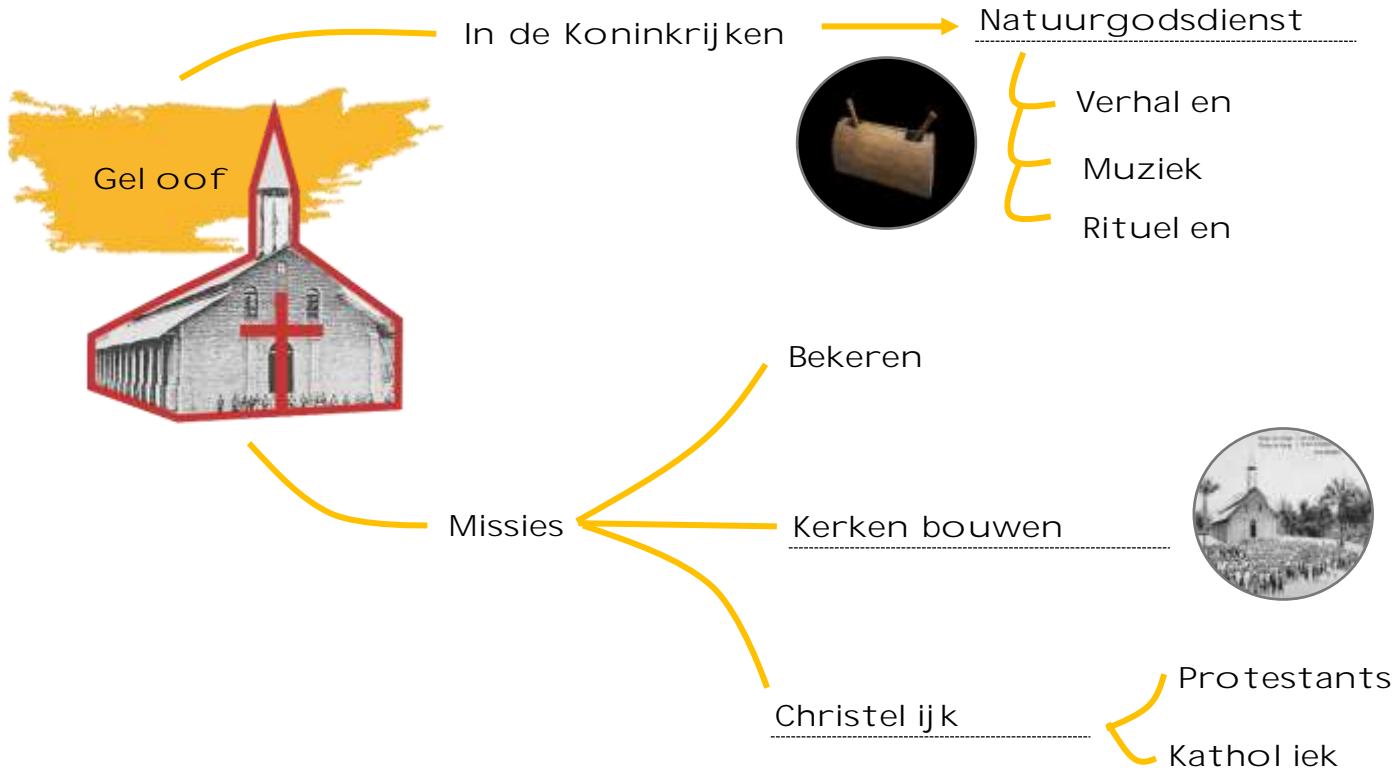 In de Koninkrijken
Natuurgodsdienst
Verhalen
Muziek
Rituelen
Geloof
Bekeren
Missies
Kerken bouwen
Christelijk
Protestants
Katholiek